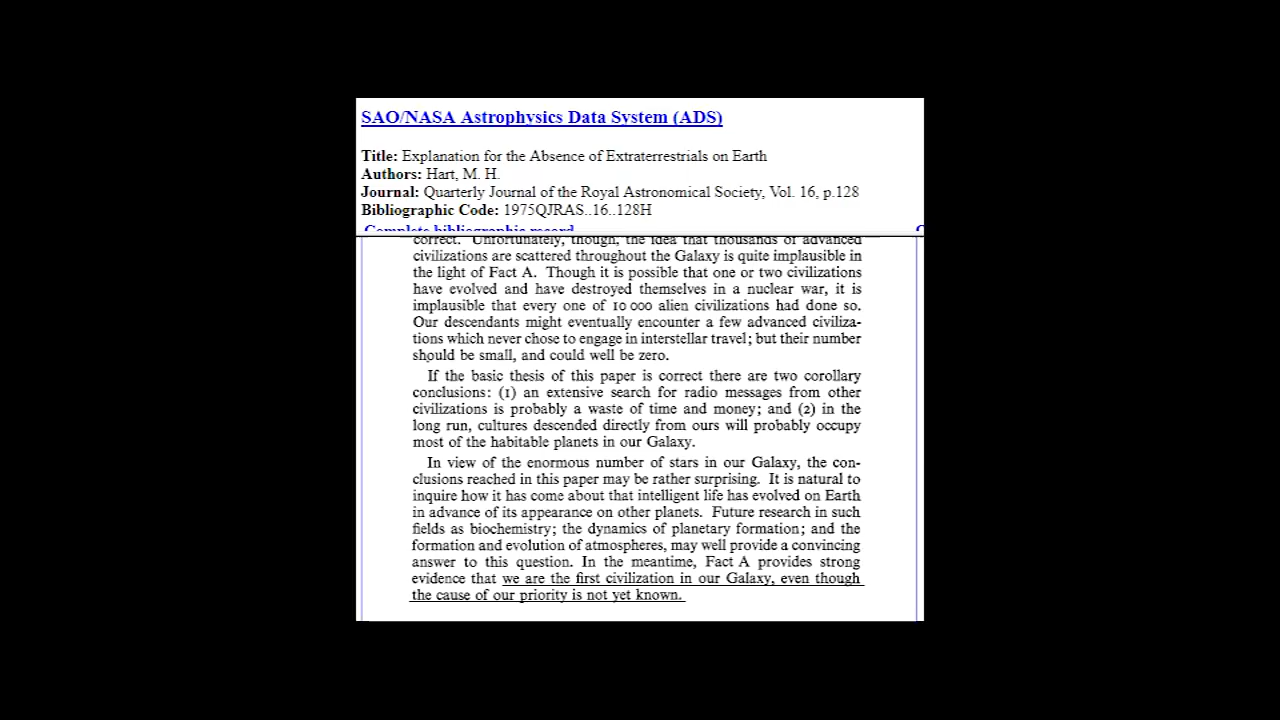 SAO/NASA Astrophysics Data System (ADS)
Title: Explanation for the Absence of Extraterrestrials on Earth
Authors: Hart, M. H.
Journal: Quarterly Journal of the Royal Astronomical Society, Vol. 16, p.128
Bibliographic Code: 1975QJRAS..16..128H
Complete bibliographic record
correct. Unfortunately, though, the idea that thousands of advanced
civilizations are scattered throughout the Galaxy is quite implausible in
the light of Fact A. Though it is possible that one or two civilizations
have evolved and have destroyed themselves in a nuclear war, it is
implausible that every one of 10 000 alien civilizations had done so.
Our descendants might eventually encounter a few advanced civiliza-
tions which never chose to engage in interstellar travel; but their number
should be small, and could well be zero.
If the basic thesis of this paper is correct there are two corollary
conclusions: (1) an extensive search for radio messages from other
civilizations is probably a waste of time and money; and (2) in the
long run, cultures descended directly from ours will probably occupy
most of the habitable planets in our Galaxy.
In view of the enormous number of stars in our Galaxy, the con-
clusions reached in this paper may be rather surprising. It is natural to
inquire how it has come about that intelligent life has evolved on Earth
in advance of its appearance on other planets. Future research in such
fields as biochemistry; the dynamics of planetary formation; and the
formation and evolution of atmospheres, may well provide a convincing
answer to this question. In the meantime, Fact A provides strong
evidence that we are the first civilization in our Galaxy, even though
the cause of our priority is not yet known.